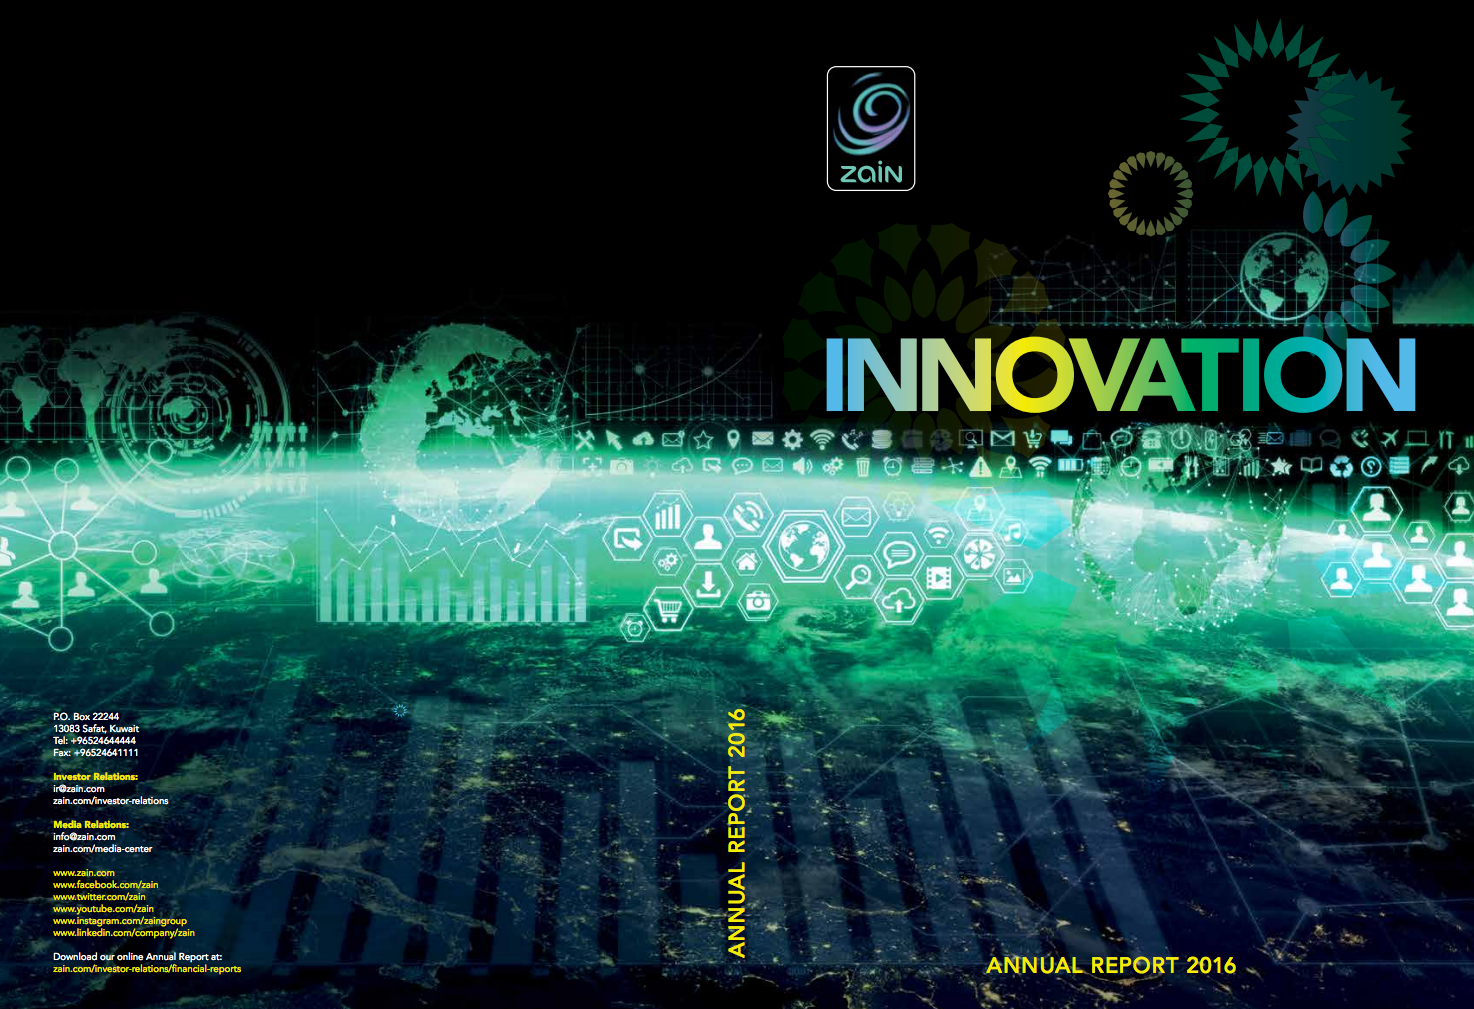 zain
INNOVATION
P.O. Box 22244
13083 Safat, Kuwait
Tel: +96524644444
Fax: +96524641111
Investor Relations:
ir@zain.com
zain.com/investor-relations
Media Relations:
info@zain.com
zain.com/media-center
www.zain.com
www.facebook.com/zain
www.twitter.com/zain
www.youtube.com/zain
www.instagram.com/zaingroup
www.linkedin.com/company/zain
Download our online Annual Report at:
zain.com/investor-relations/financial-reports
ANNUAL REPORT 2016
ANNUAL REPORT 2016